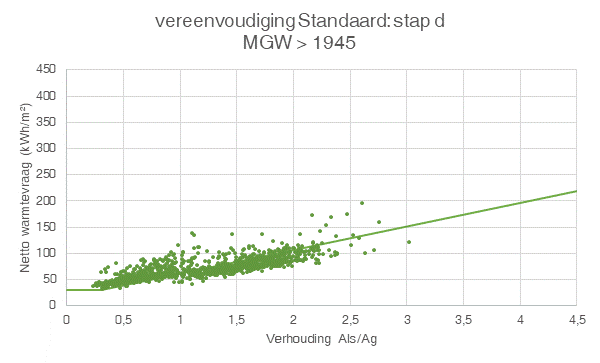 vereenvoudiging Standaard: stap d
MGW > 1945
450
400
350
300
250
200
150
100
50
0
Netto warmtevraag (kWh/m²)
0 0,5 1 1,5 2 2,5 3 3,5 4 4,5
Verhouding Als/Ag